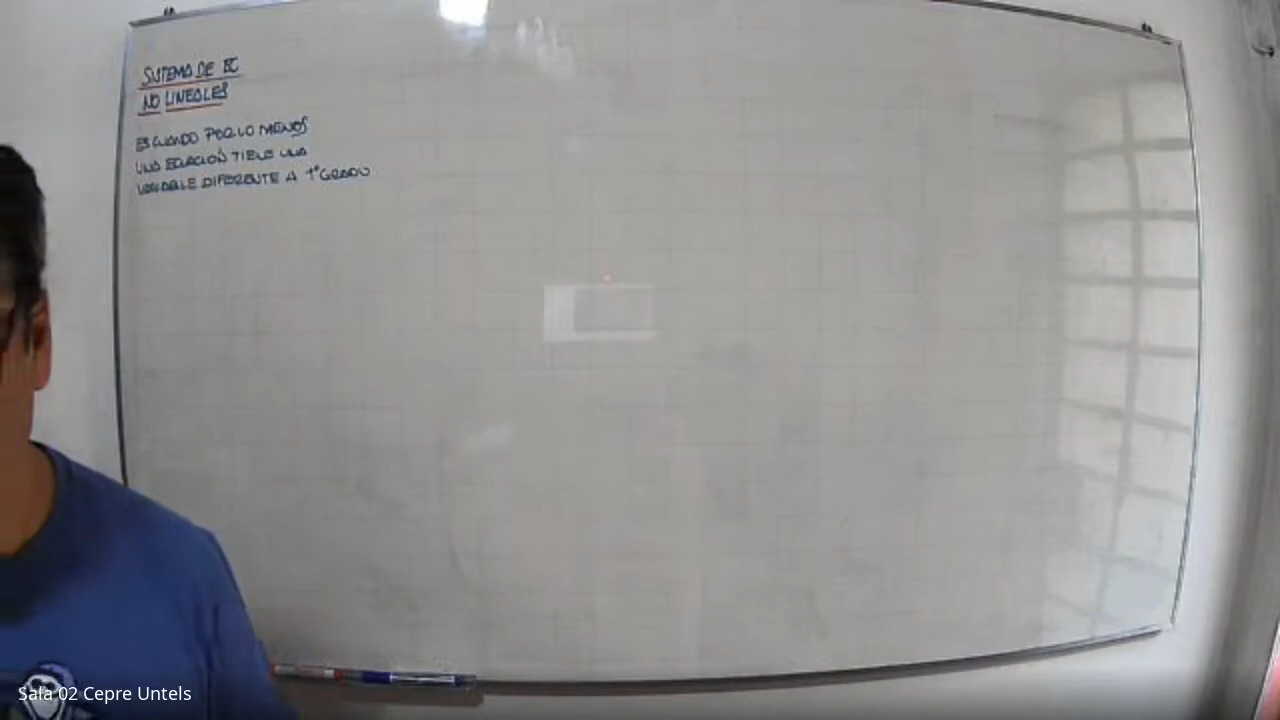 SISTEMA DE EC
NO LINEALES
ES CUANDO POR LO MENOS
UNA ECUACIÓN TIENE UNA
VARIABLE DIFERENTE A 1° GRADO
Sala 02 Cepre Untels